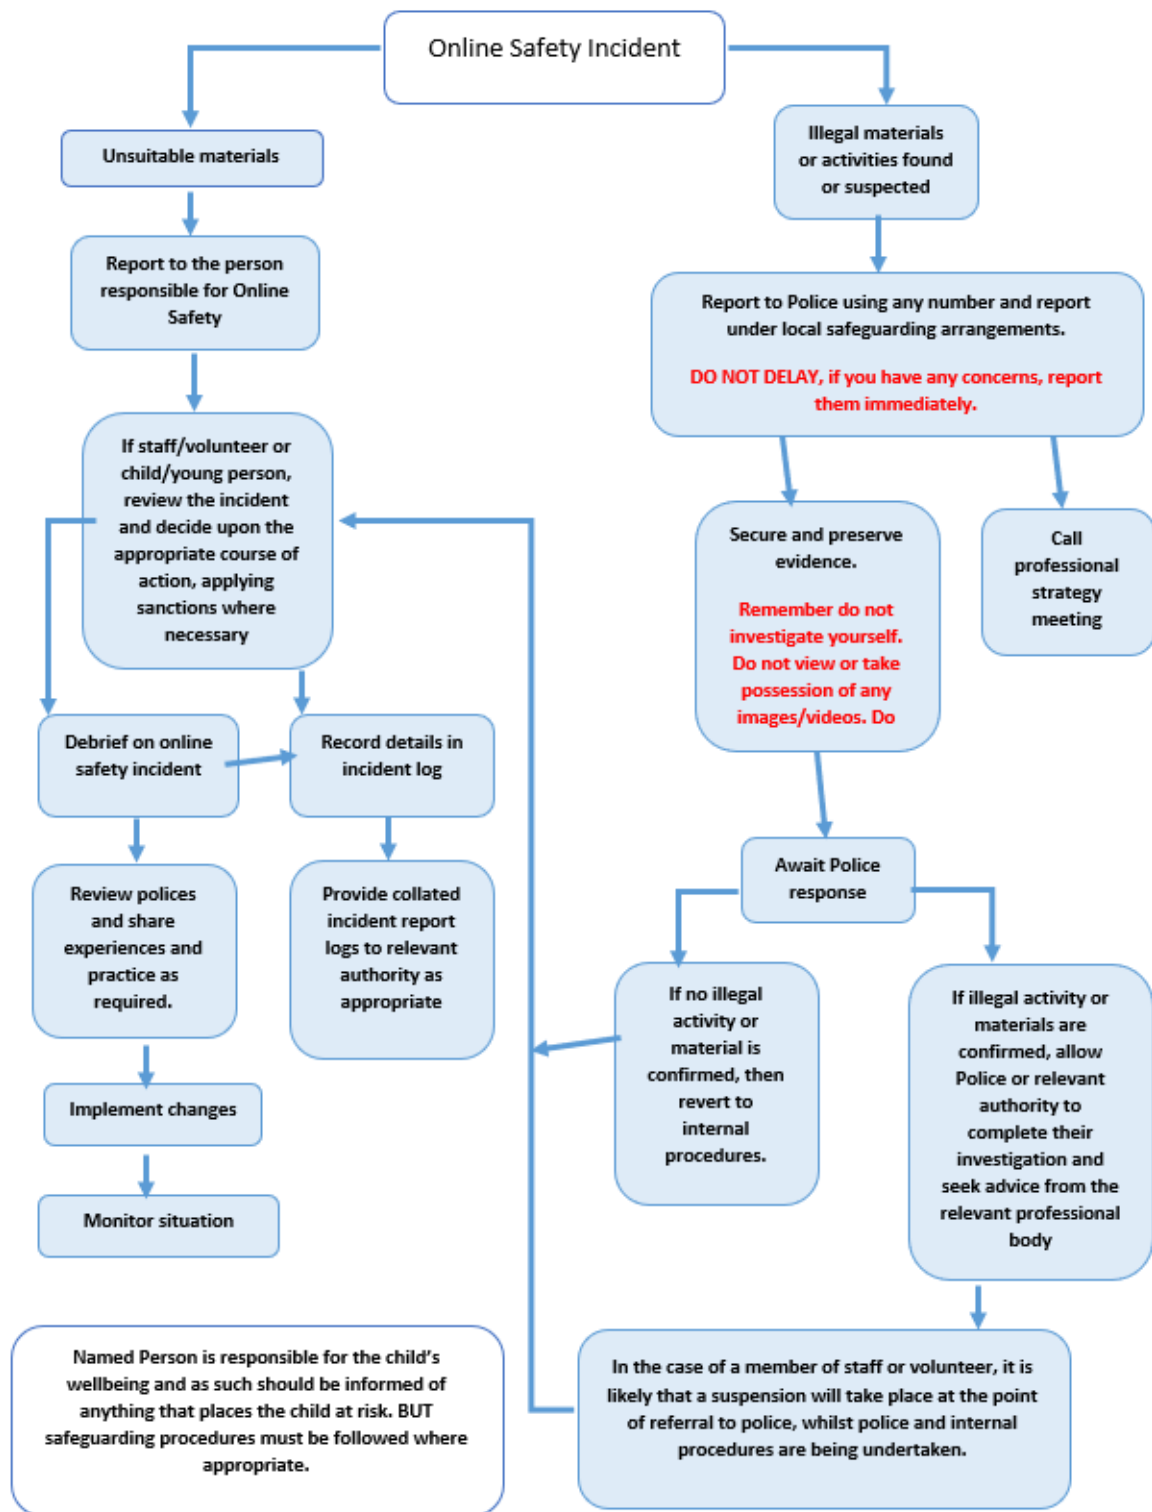 Online Safety Incident
Unsuitable materials
Illegal materials
or activities found
or suspected
Report to the person
responsible for Online
Safety
Report to Police using any number and report
under local safeguarding arrangements.
DO NOT DELAY, if you have any concerns, report
them immediately.
If staff/volunteer or
child/young person,
review the incident
and decide upon the
appropriate course of
action, applying
sanctions where
necessary
Secure and preserve
evidence.
Remember do not
investigate yourself.
Do not view or take
possession of any
images/videos. Do
Call
professional
strategy
meeting
Debrief on online
safety incident
Record details in
incident log
Await Police
response
Review polices
and share
experiences and
practice as
required.
Provide collated
incident report
logs to relevant
authority as
appropriate
If no illegal
activity or
material is
confirmed, then
revert to
internal
procedures.
If illegal activity or
materials are
confirmed, allow
Police or relevant
authority to
complete their
investigation and
seek advice from the
relevant professional
body
Implement changes
Monitor situation
Named Person is responsible for the child's
wellbeing and as such should be informed of
anything that places the child at risk. BUT
safeguarding procedures must be followed where
appropriate.
In the case of a member of staff or volunteer, it is
likely that a suspension will take place at the point
of referral to police, whilst police and internal
procedures are being undertaken.